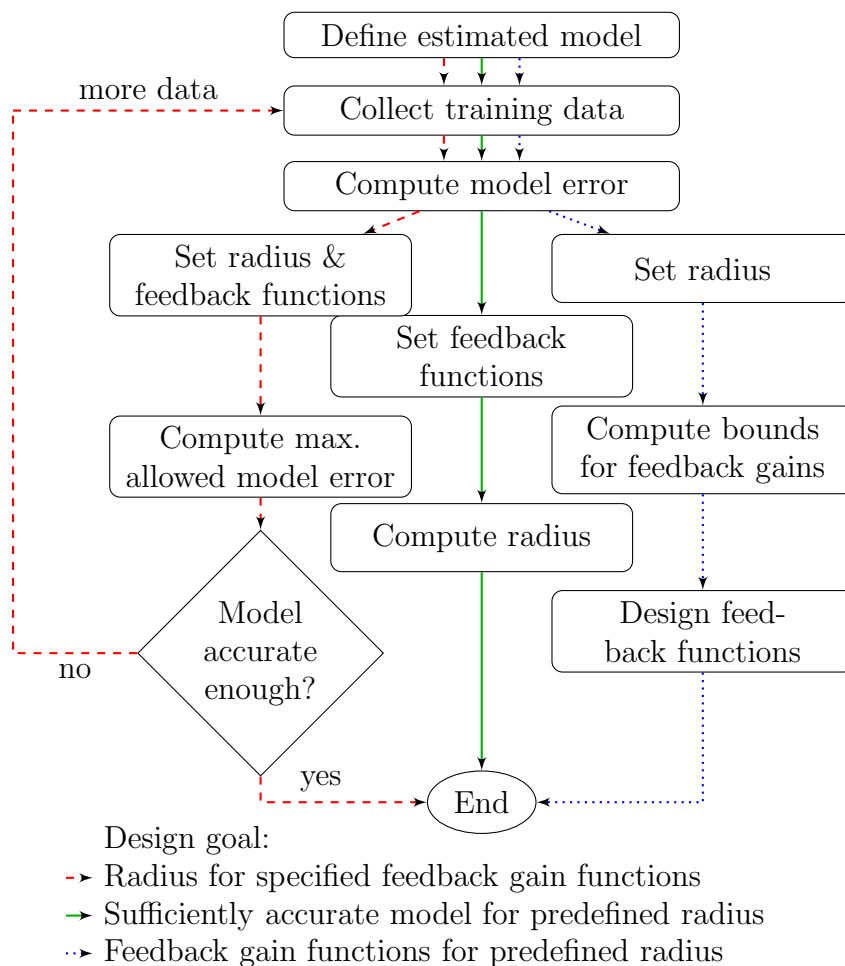 Define estimated model
more data
Collect training data
Compute model error
Set radius &
feedback functions
Set radius
Set feedback
functions
Compute max.
allowed model error
Compute bounds
for feedback gains
Compute radius
Model
accurate
enough?
Design feed-
back functions
no
yes
End
Design goal:
Radius for specified feedback gain functions
Sufficiently accurate model for predefined radius
Feedback gain functions for predefined radius